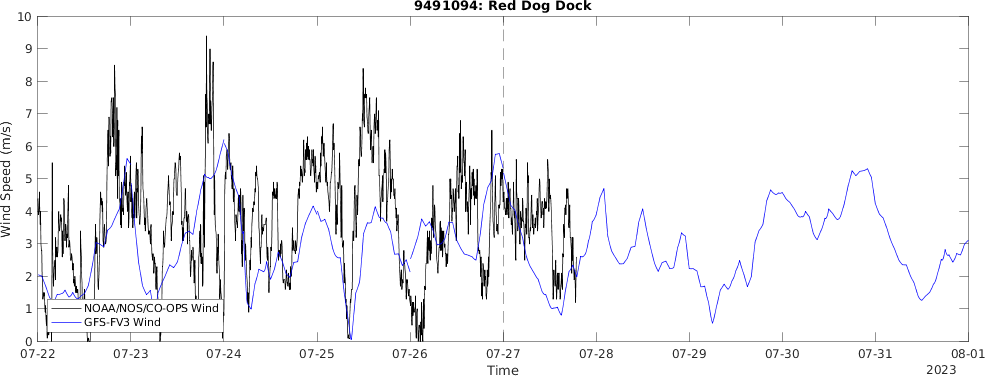 9491094: Red Dog Dock
10
9
8
7
6
5
4
3
2
1
0
Wind Speed (m/s)
NOAA/NOS/CO-OPS Wind
GFS-FV3 Wind
07-22 07-23 07-24 07-25 07-26 07-27 07-28 07-29 07-30 07-31 08-01
Time
2023